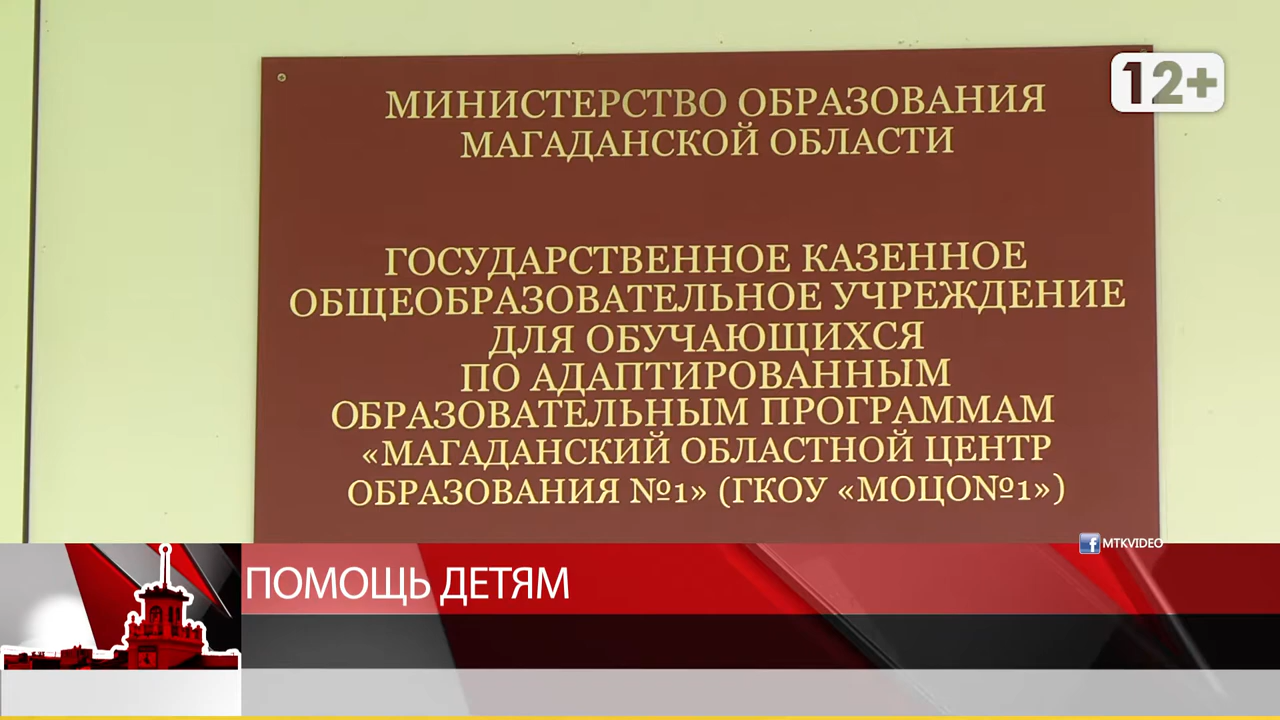 12+
МИНИСТЕРСТВО ОБРАЗОВАНИЯ
МАГАДАНСКОЙ ОБЛАСТИ
ГОСУДАРСТВЕННОЕ КАЗЕННОЕ
ОБЩЕОБРАЗОВАТЕЛЬНОЕ УЧРЕЖДЕНИЕ
ДЛЯ ОБУЧАЮЩИХСЯ
ПО АДАПТИРОВАННЫМ
ОБРАЗОВАТЕЛЬНЫМ ПРОГРАММАМ
«МАГАДАНСКИЙ ОБЛАСТНОЙ ЦЕНТР
ОБРАЗОВАНИЯ №1» (ГКОУ «МОЦО№1»)
f MTKVIDEO
ПОМОЩЬ ДЕТЯМ